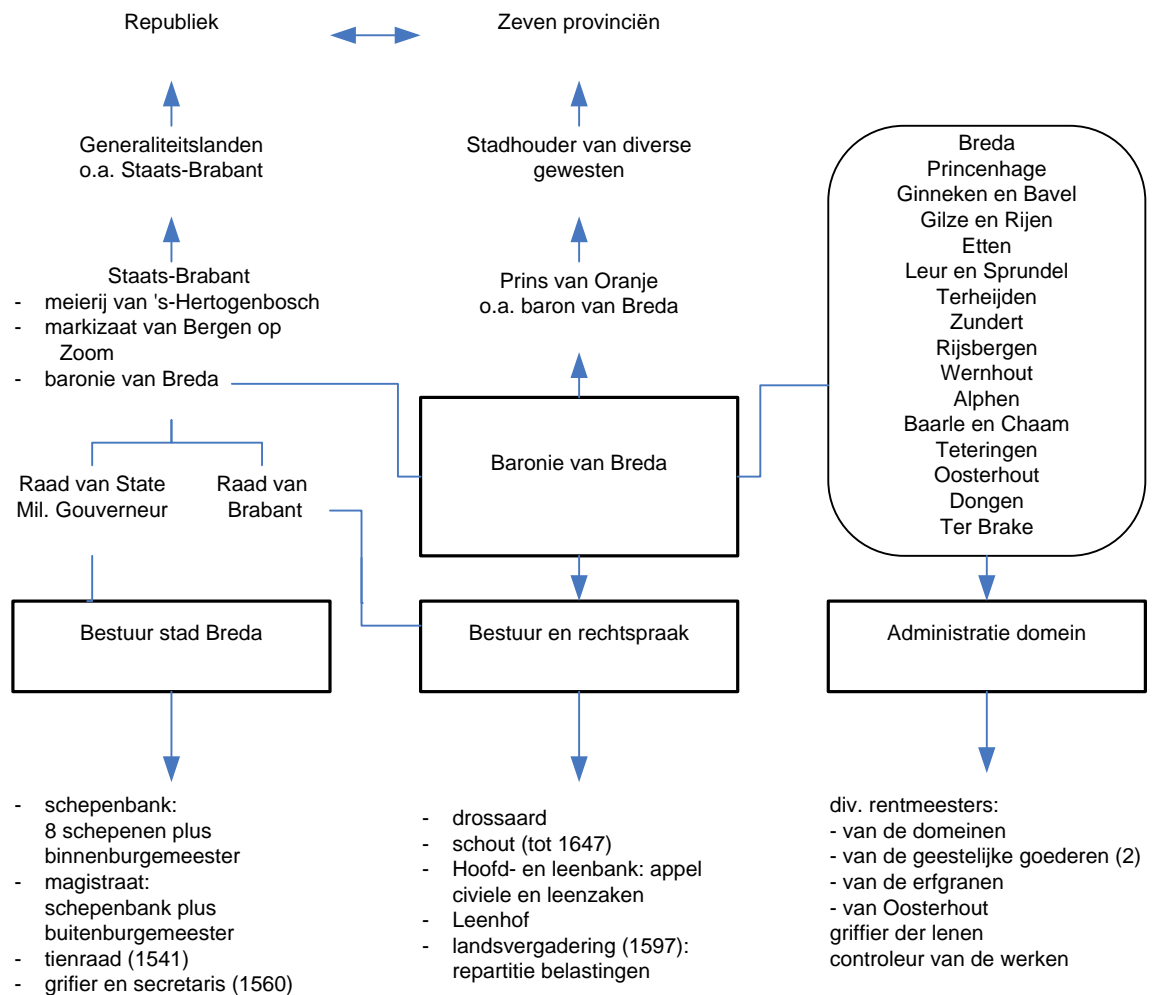 Republiek
Zeven provinciën
Generaliteitslanden
o.a. Staats-Brabant
Stadhouder van diverse
gewesten
Staats-Brabant
- meierij van 's-Hertogenbosch
- markizaat van Bergen op
Zoom
- baronie van Breda
Prins van Oranje
o.a. baron van Breda
Breda
Princenhage
Ginneken en Bavel
Gilze en Rijen
Etten
Leur en Sprundel
Terheijden
Zundert
Rijsbergen
Wernhout
Alphen
Baarle en Chaam
Teteringen
Oosterhout
Dongen
Ter Brake
Baronie van Breda
Raad van State
Mil. Gouverneur
Raad van
Brabant
Bestuur stad Breda
Bestuur en rechtspraak
Administratie domein
- schepenbank:
8 schepenen plus
binnenburgemeester
- magistraat:
schepenbank plus
buitenburgemeester
- tienraad (1541)
- grifier en secretaris (1560)
- drossaard
- schout (tot 1647)
- Hoofd- en leenbank: appel
civiele en leenzaken
- Leenhof
- landsvergadering (1597):
repartitie belastingen
div. rentmeesters:
- van de domeinen
- van de geestelijke goederen (2)
- van de erfgranen
- van Oosterhout
griffier der lenen
controleur van de werken